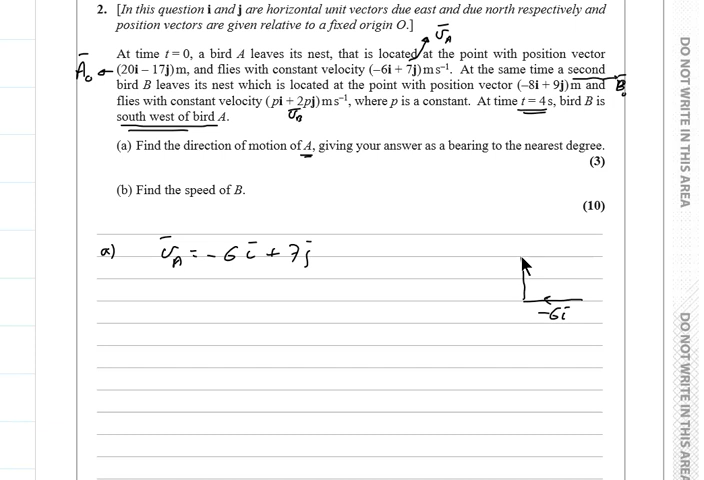 2. [In this question i and j are horizontal unit vectors due east and due north respectively and
position vectors are given relative to a fixed origin O.]
v̄A
At time t = 0, a bird A leaves its nest, that is located at the point with position vector
Ā₀ (20i − 17j) m, and flies with constant velocity (−6i + 7j) m s⁻¹. At the same time a second
bird B leaves its nest which is located at the point with position vector (−8i + 9j) m and B̄₀
flies with constant velocity (pi + 2pj) m s⁻¹, where p is a constant. At time t = 4 s, bird B is
south west of bird A.
v̄B
(a) Find the direction of motion of A, giving your answer as a bearing to the nearest degree.
(3)
(b) Find the speed of B.
(10)
a) v̄A = -6ī + 7j̄
-6ī
DO NOT WRITE IN THIS AREA
DO NOT WRITE IN THIS AREA